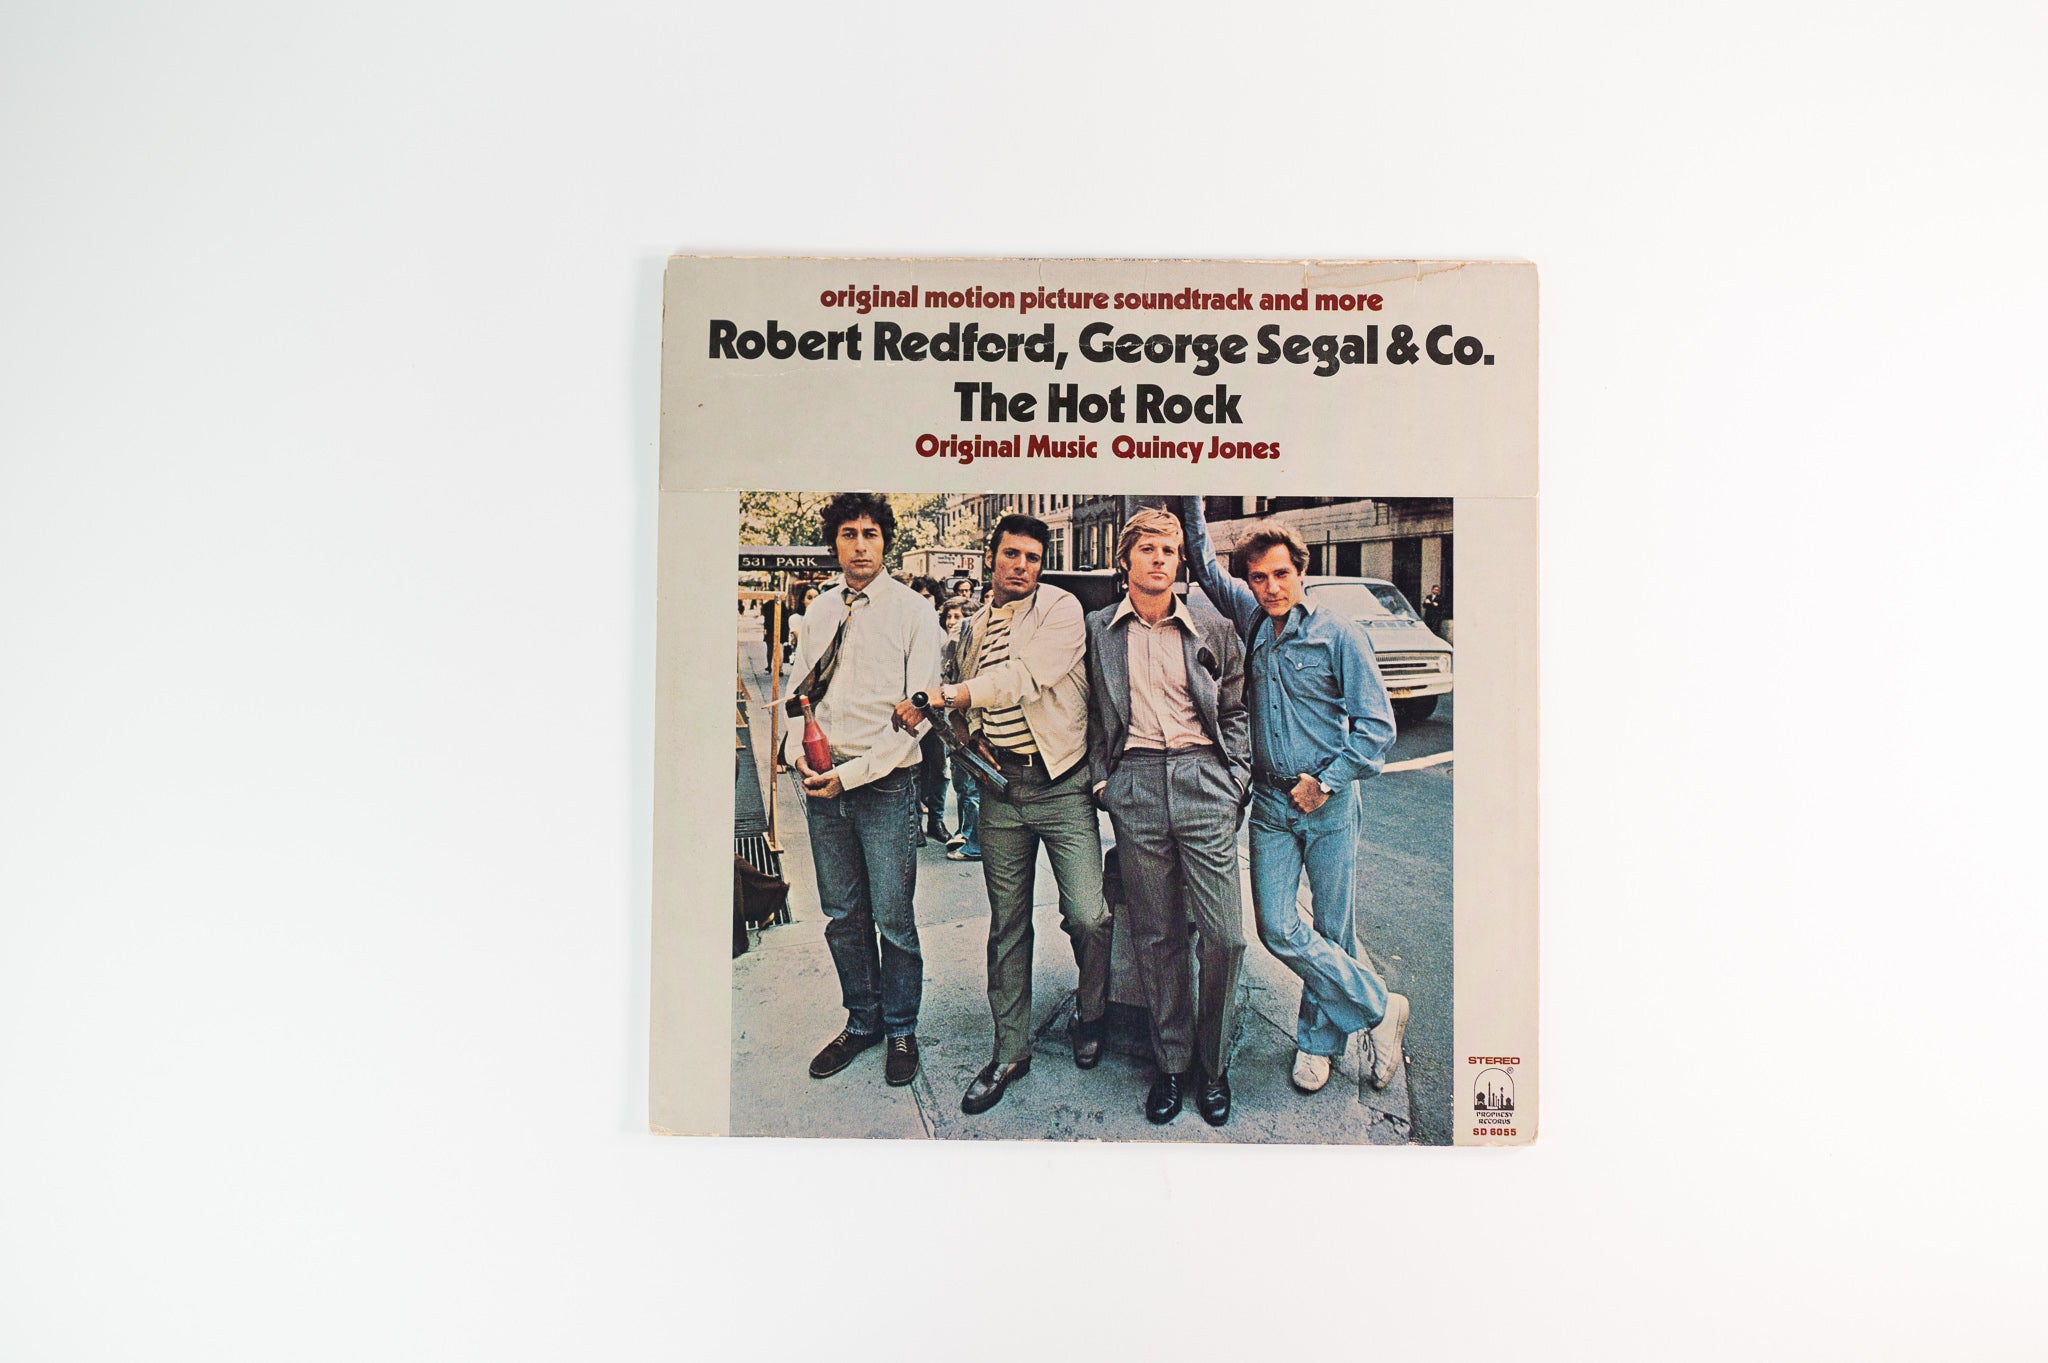 original motion picture soundtrack and more
Robert Redford, George Segal & Co.
The Hot Rock
Original Music Quincy Jones
531 PARK
J&B
STEREO
®
PROPHESY
RECORDS
SD 6055